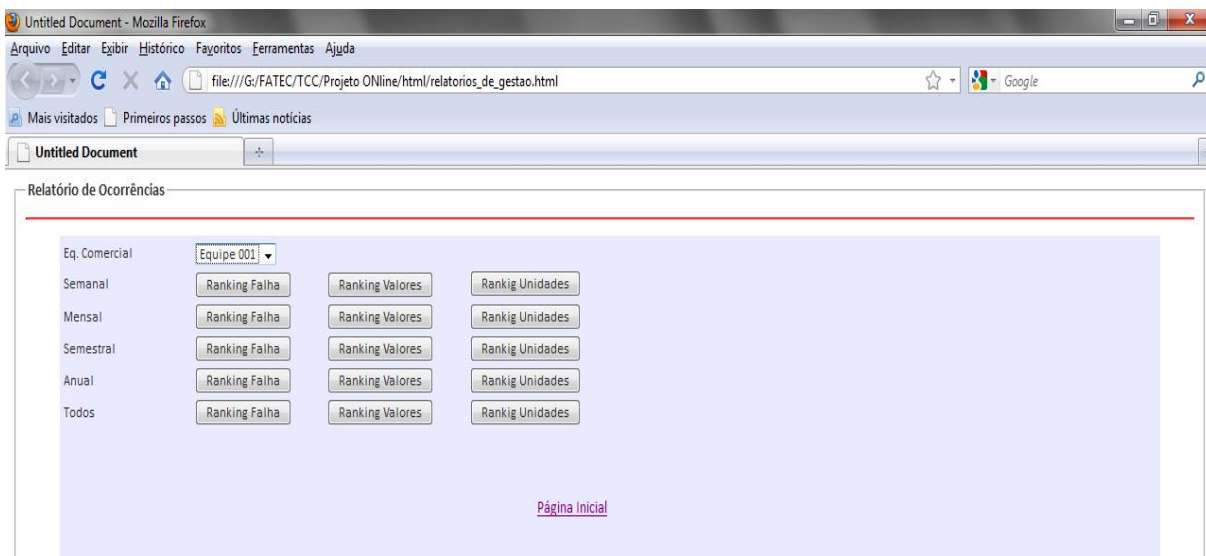 Untitled Document - Mozilla Firefox
Arquivo Editar Exibir Histórico Favoritos Ferramentas Ajuda
file:///G:/FATEC/TCC/Projeto ONline/html/relatorios_de_gestao.html Google
Mais visitados Primeiros passos Últimas notícias
Untitled Document
Relatório de Ocorrências
Eq. Comercial Equipe 001
Semanal Ranking Falha Ranking Valores Rankig Unidades
Mensal Ranking Falha Ranking Valores Rankig Unidades
Semestral Ranking Falha Ranking Valores Rankig Unidades
Anual Ranking Falha Ranking Valores Rankig Unidades
Todos Ranking Falha Ranking Valores Rankig Unidades
Página Inicial